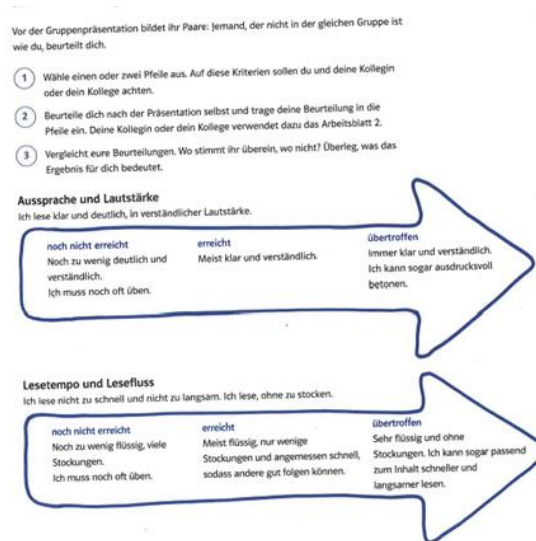 Vor der Gruppenpräsentation bildet ihr Paare: Jemand, der nicht in der gleichen Gruppe ist
wie du, beurteilt dich.
1 Wähle einen oder zwei Pfeile aus. Auf diese Kriterien sollen du und deine Kollegin
oder dein Kollege achten.
2 Beurteile dich nach der Präsentation selbst und trage deine Beurteilung in die
Pfeile ein. Deine Kollegin oder dein Kollege verwendet dazu das Arbeitsblatt 2.
3 Vergleicht eure Beurteilungen. Wo stimmt ihr überein, wo nicht? Überleg, was das
Ergebnis für dich bedeutet.
Aussprache und Lautstärke
Ich lese klar und deutlich, in verständlicher Lautstärke.
noch nicht erreicht
Noch zu wenig deutlich und
verständlich.
Ich muss noch oft üben.
erreicht
Meist klar und verständlich.
übertroffen
Immer klar und verständlich.
Ich kann sogar ausdrucksvoll
betonen.
Lesetempo und Lesefluss
Ich lese nicht zu schnell und nicht zu langsam. Ich lese, ohne zu stocken.
noch nicht erreicht
Noch zu wenig flüssig, viele
Stockungen.
Ich muss noch oft üben.
erreicht
Meist flüssig, nur wenige
Stockungen und angemessen schnell,
sodass andere gut folgen können.
übertroffen
Sehr flüssig und ohne
Stockungen. Ich kann sogar passend
zum Inhalt schneller und
langsamer lesen.